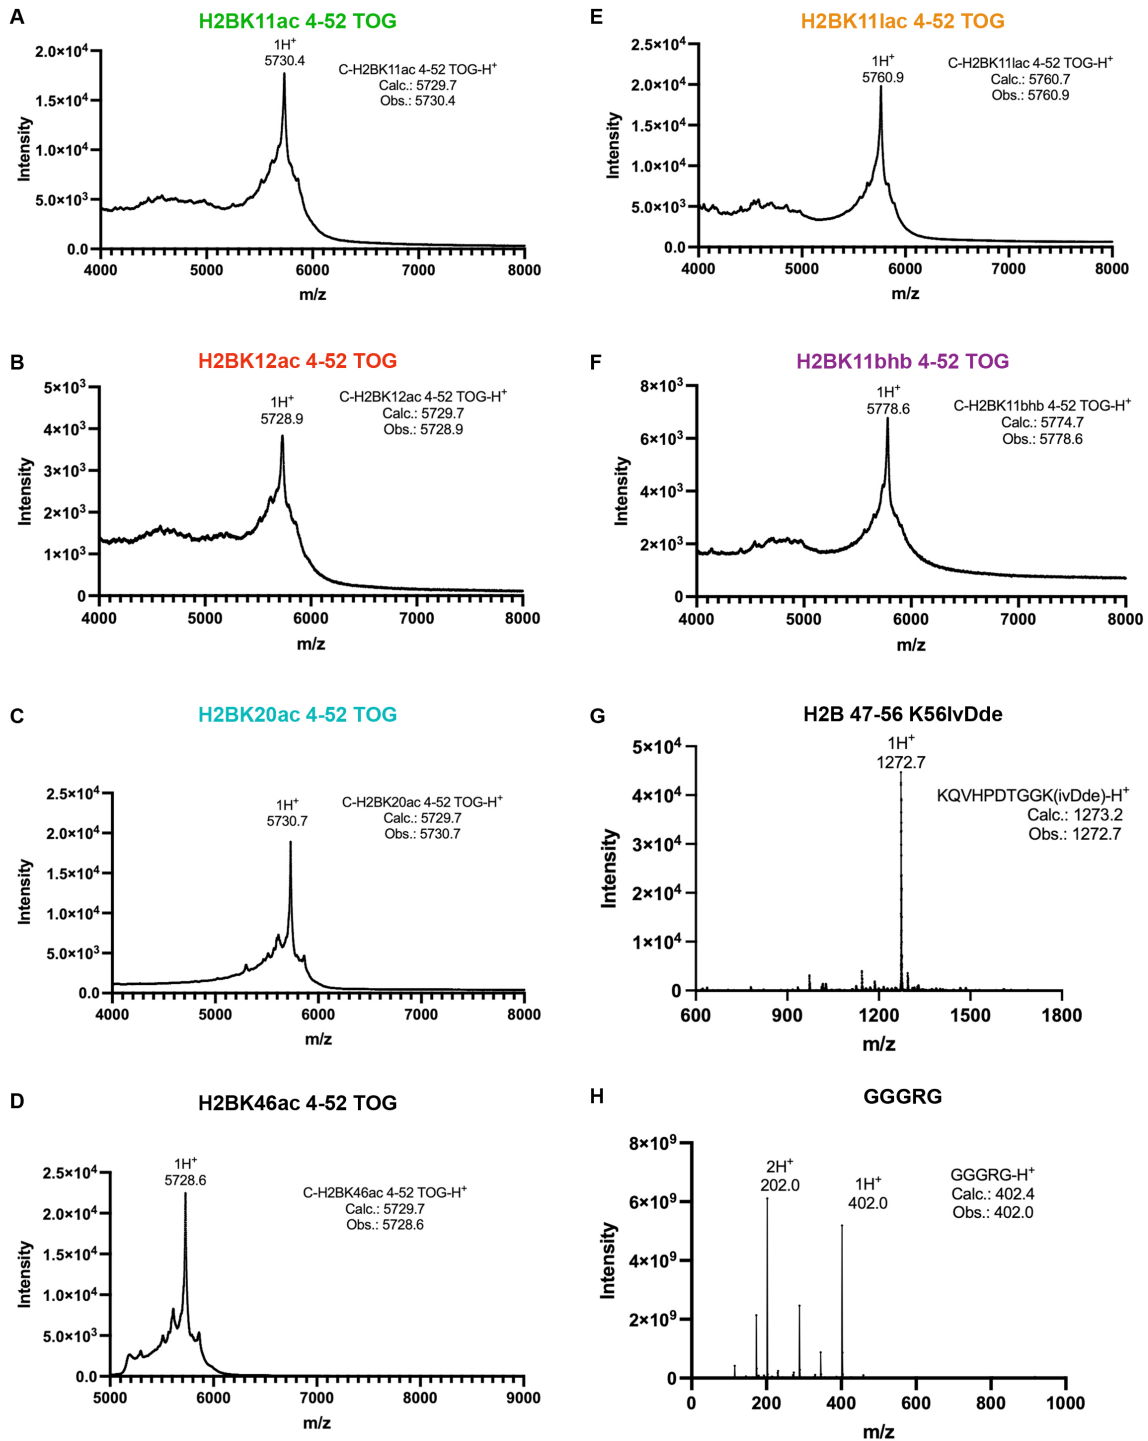 A
H2BK11ac 4-52 TOG
1H⁺
5730.4
C-H2BK11ac 4-52 TOG-H⁺
Calc.: 5729.7
Obs.: 5730.4
2.0×10⁴
1.5×10⁴
1.0×10⁴
5.0×10³
0.0
Intensity
4000 5000 6000 7000 8000
m/z
B
H2BK12ac 4-52 TOG
1H⁺
5728.9
C-H2BK12ac 4-52 TOG-H⁺
Calc.: 5729.7
Obs.: 5728.9
5×10³
4×10³
3×10³
2×10³
1×10³
0
Intensity
4000 5000 6000 7000 8000
m/z
C
H2BK20ac 4-52 TOG
1H⁺
5730.7
C-H2BK20ac 4-52 TOG-H⁺
Calc.: 5729.7
Obs.: 5730.7
2.5×10⁴
2.0×10⁴
1.5×10⁴
1.0×10⁴
5.0×10³
0.0
Intensity
4000 5000 6000 7000 8000
m/z
D
H2BK46ac 4-52 TOG
1H⁺
5728.6
C-H2BK46ac 4-52 TOG-H⁺
Calc.: 5729.7
Obs.: 5728.6
2.5×10⁴
2.0×10⁴
1.5×10⁴
1.0×10⁴
5.0×10³
0.0
Intensity
5000 6000 7000 8000 9000
m/z
E
H2BK11lac 4-52 TOG
1H⁺
5760.9
C-H2BK11lac 4-52 TOG-H⁺
Calc.: 5760.7
Obs.: 5760.9
2.5×10⁴
2.0×10⁴
1.5×10⁴
1.0×10⁴
5.0×10³
0.0
Intensity
4000 5000 6000 7000 8000
m/z
F
H2BK11bhb 4-52 TOG
1H⁺
5778.6
C-H2BK11bhb 4-52 TOG-H⁺
Calc.: 5774.7
Obs.: 5778.6
8×10³
6×10³
4×10³
2×10³
0
Intensity
4000 5000 6000 7000 8000
m/z
G
H2B 47-56 K56IvDde
1H⁺
1272.7
KQVHPDTGGK(ivDde)-H⁺
Calc.: 1273.2
Obs.: 1272.7
5×10⁴
4×10⁴
3×10⁴
2×10⁴
1×10⁴
0
Intensity
600 900 1200 1500 1800
m/z
H
GGGRG
2H⁺
202.0
1H⁺
402.0
GGGRG-H⁺
Calc.: 402.4
Obs.: 402.0
8×10⁹
6×10⁹
4×10⁹
2×10⁹
0
Intensity
0 200 400 600 800 1000
m/z